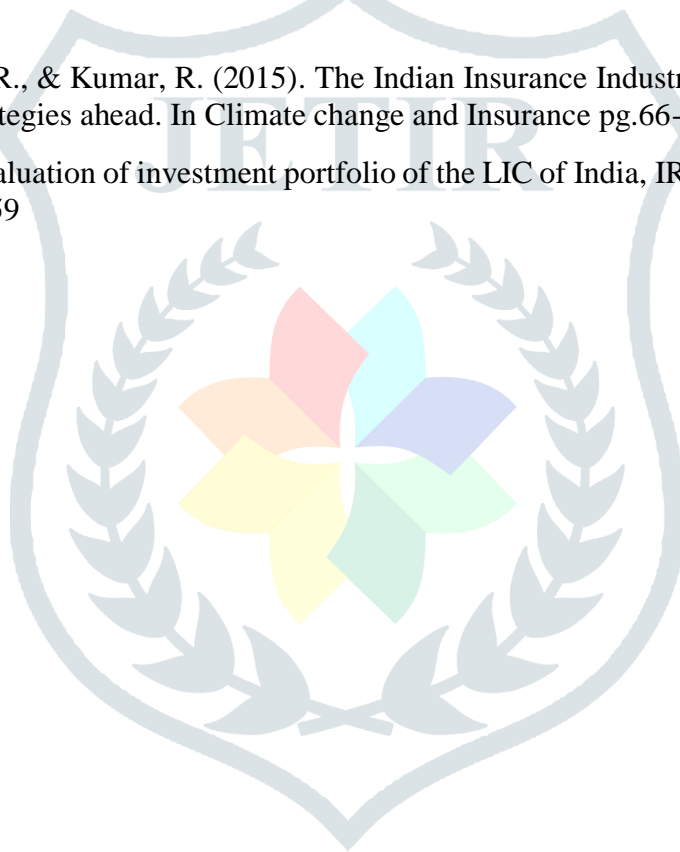 R., & Kumar, R. (2015). The Indian Insurance Industr
tegies ahead. In Climate change and Insurance pg.66-
JETIR
aluation of investment portfolio of the LIC of India, IR
59